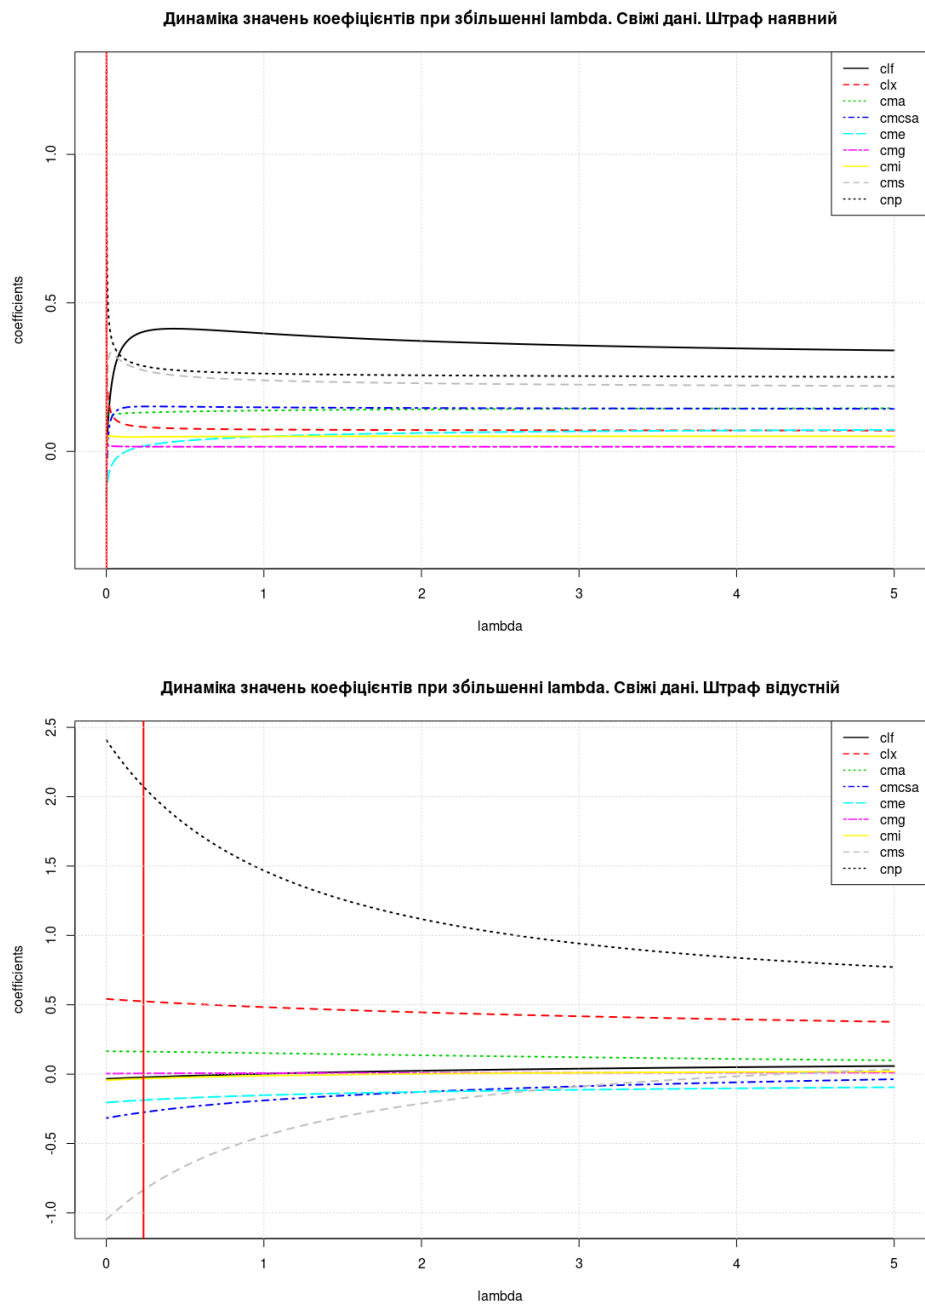 Динаміка значень коефіцієнтів при збільшенні lambda. Свіжі дані. Штраф наявний
clf
clx
cma
cmcsa
cme
cmg
cmi
cms
cnp
1.0
0.5
0.0
coefficients
0 1 2 3 4 5
lambda
Динаміка значень коефіцієнтів при збільшенні lambda. Свіжі дані. Штраф відустній
clf
clx
cma
cmcsa
cme
cmg
cmi
cms
cnp
2.5
2.0
1.5
1.0
0.5
0.0
-0.5
-1.0
coefficients
0 1 2 3 4 5
lambda